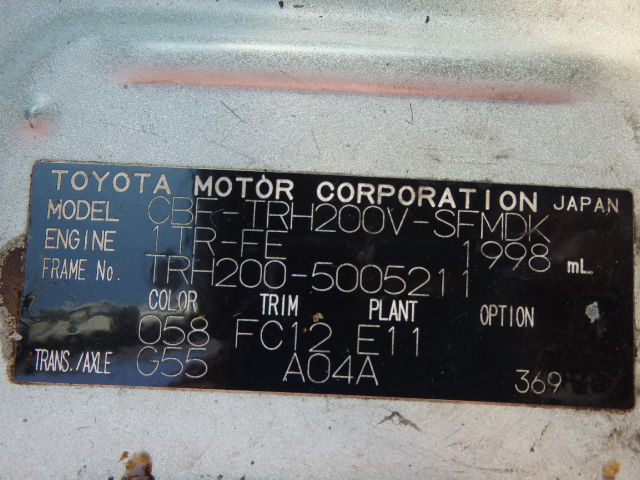 TOYOTA MOTOR CORPORATION JAPAN
MODEL CBF-TRH200V-SFMDK
ENGINE 1TR-FE 1998 mL
FRAME No. TRH200-5005211
COLOR TRIM PLANT OPTION
058 FC12 E11
TRANS./AXLE G55 A04A 369